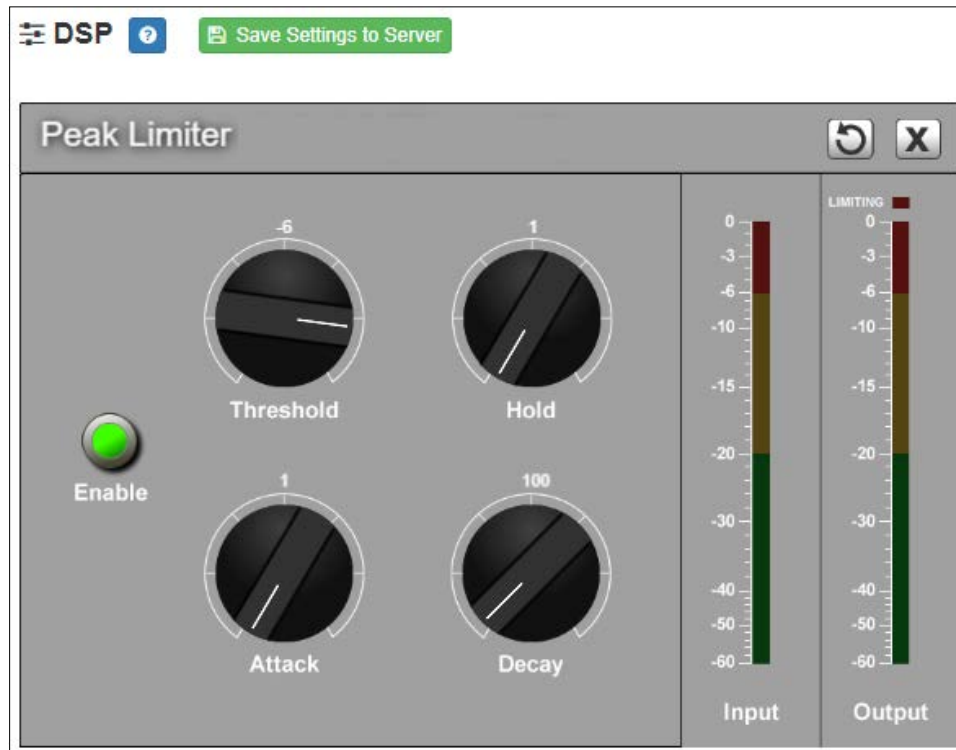 DSP ? Save Settings to Server
Peak Limiter X
-6 1
Threshold Hold
Enable
1 100
Attack Decay
LIMITING
0 0
-3 -3
-6 -6
-10 -10
-15 -15
-20 -20
-30 -30
-40 -40
-50 -50
-60 -60
Input Output